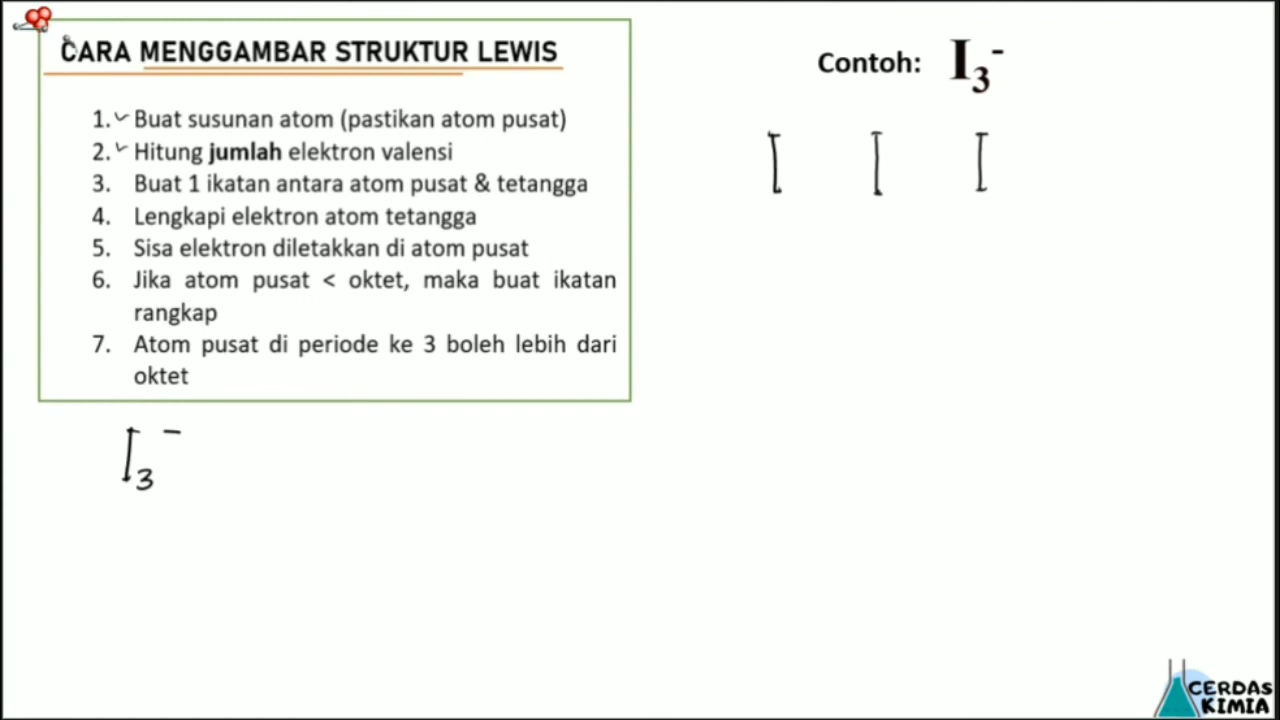 CARA MENGGAMBAR STRUKTUR LEWIS
1. Buat susunan atom (pastikan atom pusat)
2. Hitung jumlah elektron valensi
3. Buat 1 ikatan antara atom pusat & tetangga
4. Lengkapi elektron atom tetangga
5. Sisa elektron diletakkan di atom pusat
6. Jika atom pusat < oktet, maka buat ikatan
rangkap
7. Atom pusat di periode ke 3 boleh lebih dari
oktet
I₃⁻
Contoh: I₃⁻
I I I
CERDAS
KIMIA